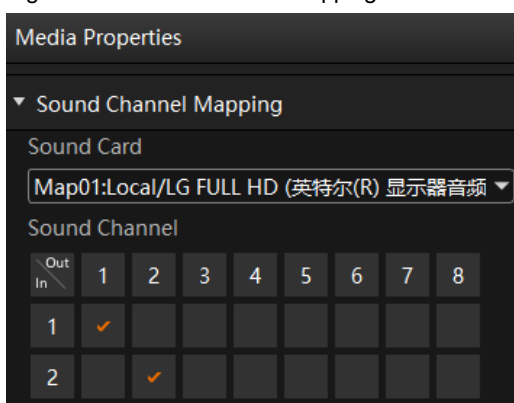 Media Properties
Sound Channel Mapping
Sound Card
Map01:Local/LG FULL HD (英特尔(R) 显示器音频
Sound Channel
Out
In 1 2 3 4 5 6 7 8
1
2